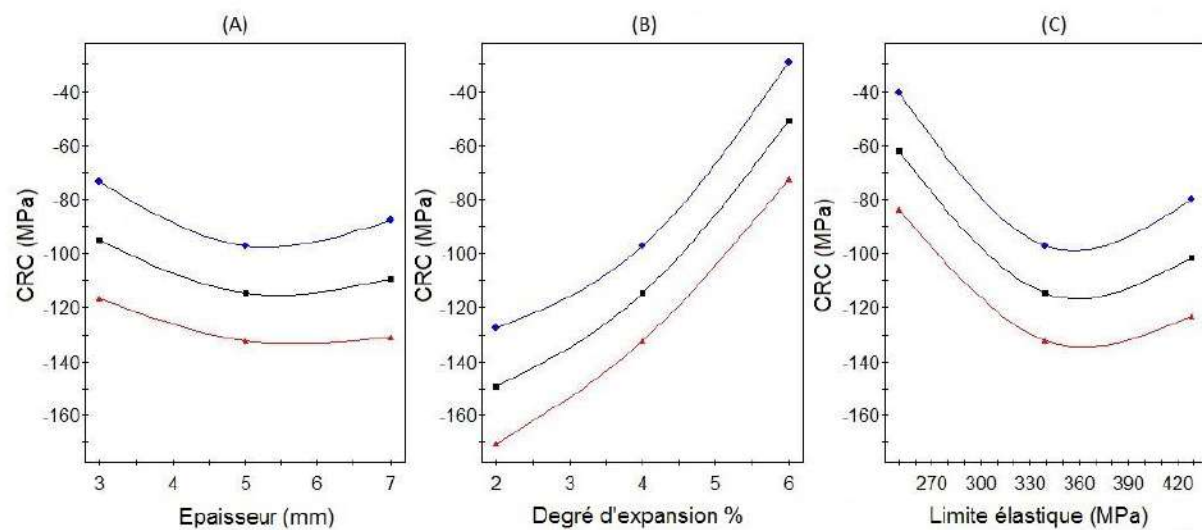 (A)
(B)
(C)
CRC (MPa)
-40
-60
-80
-100
-120
-140
-160
3 4 5 6 7
Epaisseur (mm)
CRC (MPa)
-40
-60
-80
-100
-120
-140
-160
2 3 4 5 6
Degré d'expansion %
CRC (MPa)
-40
-60
-80
-100
-120
-140
-160
270 300 330 360 390 420
Limite élastique (MPa)